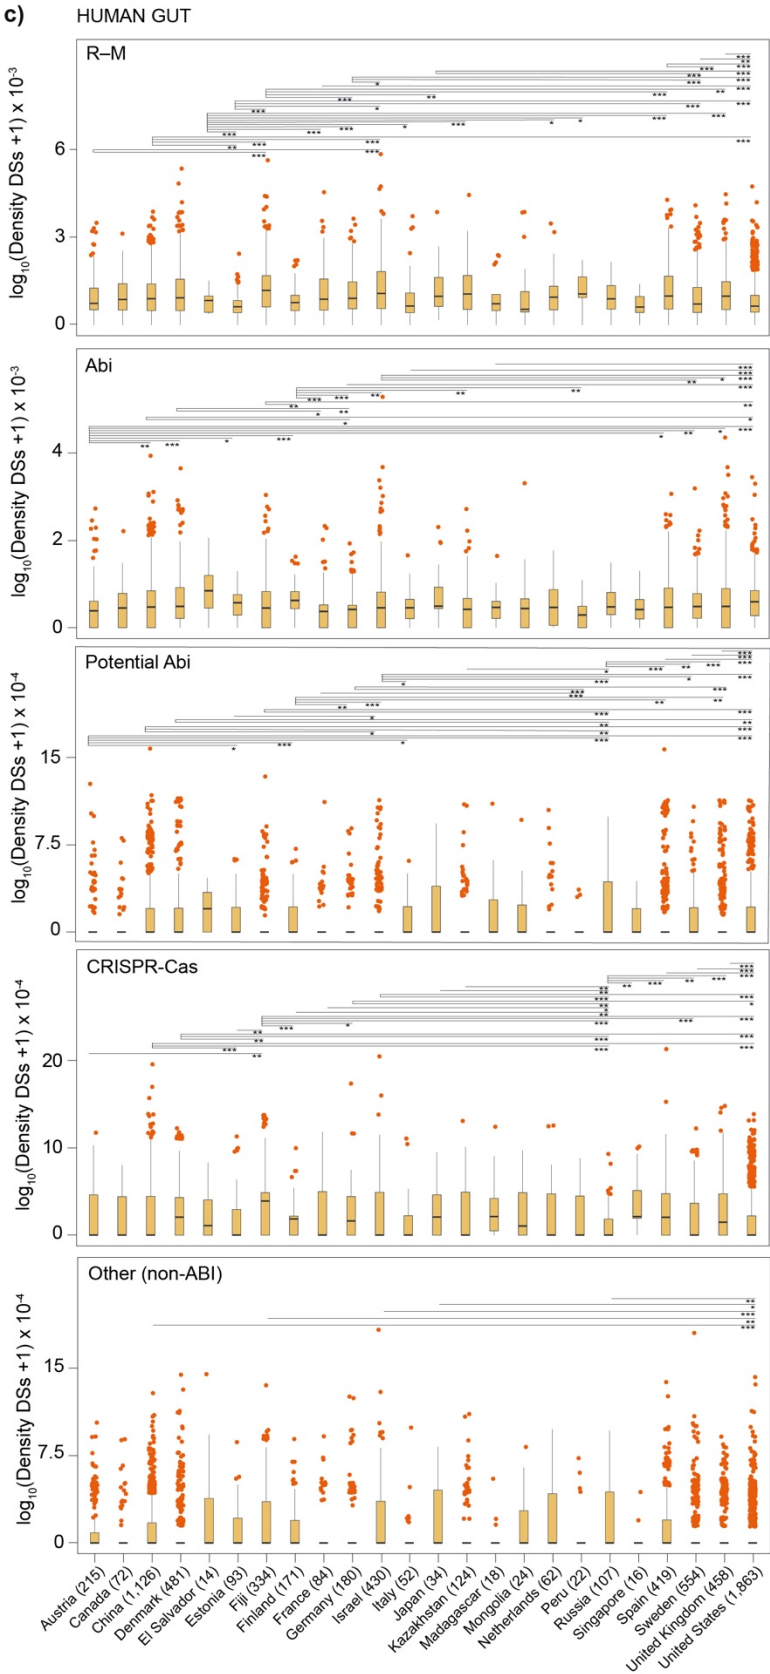 c)
HUMAN GUT
R–M
log₁₀(Density DSs +1) x 10⁻³
6
3
0
Abi
log₁₀(Density DSs +1) x 10⁻³
4
2
0
Potential Abi
log₁₀(Density DSs +1) x 10⁻⁴
15
7.5
0
CRISPR-Cas
log₁₀(Density DSs +1) x 10⁻⁴
20
10
0
Other (non-ABI)
log₁₀(Density DSs +1) x 10⁻⁴
15
7.5
0
Austria (215)
Canada (72)
China (1,126)
Denmark (481)
El Salvador (14)
Estonia (93)
Fiji (334)
Finland (171)
France (84)
Germany (180)
Israel (430)
Italy (52)
Japan (34)
Kazakhstan (124)
Madagascar (18)
Mongolia (24)
Netherlands (62)
Peru (22)
Russia (107)
Singapore (16)
Spain (419)
Sweden (554)
United Kingdom (458)
United States (1,863)